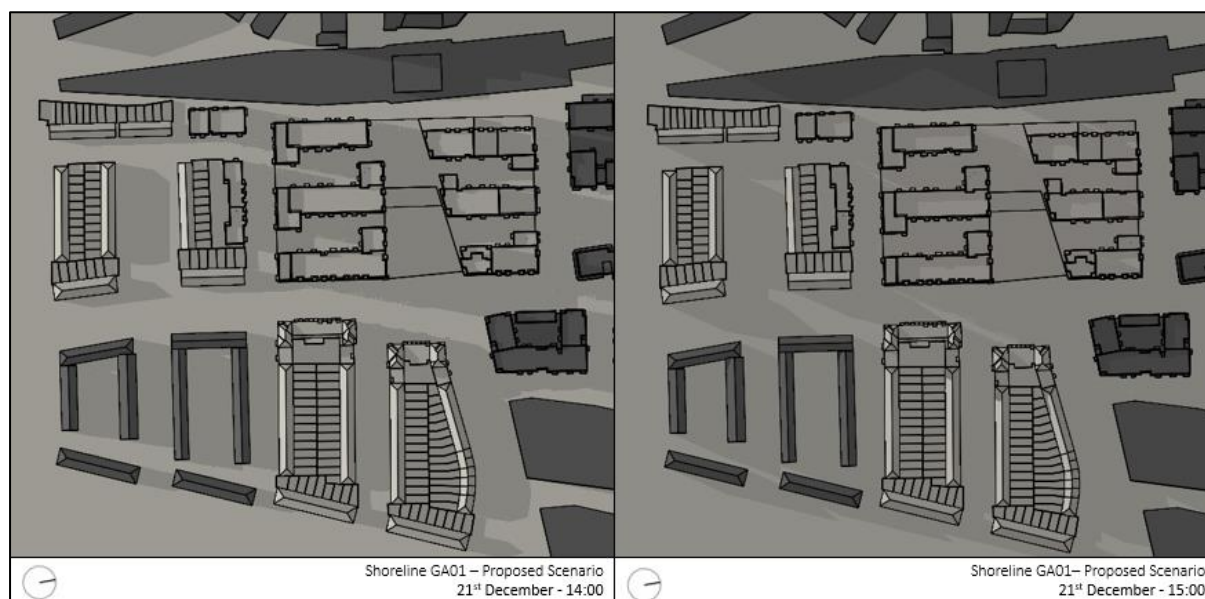 Shoreline GA01 – Proposed Scenario
21st December - 14:00
Shoreline GA01– Proposed Scenario
21st December - 15:00